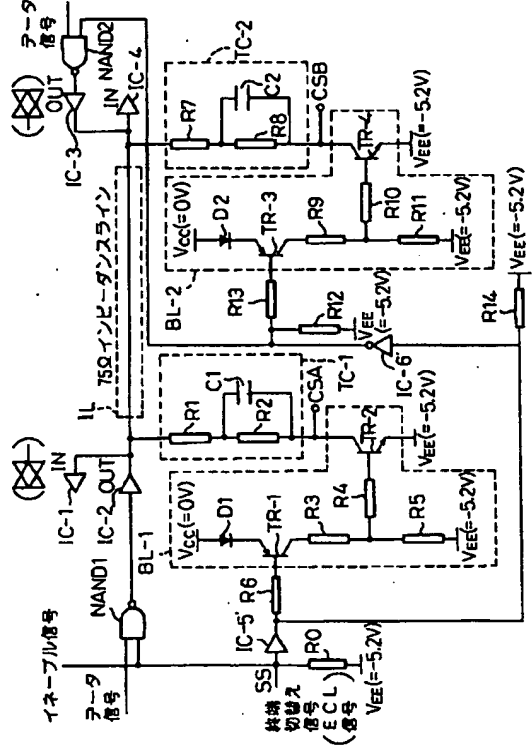 イネーブル信号
データ
信号
NAND1
IC-1
IN
IC-2
OUT
IL
75Ωインピーダンスライン
IC-3
OUT
IN
IC-4
NAND2
データ
信号
BL-1
VCC(=0V)
D1
TR-1
R1
C1
R2
TC-1
CSA
R3
R4
TR-2
R5
VEE(=-5.2V)
VEE(=-5.2V)
R6
IC-5
SS
終端
切替え
信号
(ECL
信号)
R0
VEE(=-5.2V)
BL-2
VCC(=0V)
D2
TR-3
R7
C2
R8
TC-2
CSB
R9
R10
TR-4
R11
VEE(=-5.2V)
VEE(=-5.2V)
R13
R12
VEE
(=-5.2V)
IC-6
R14
VEE(=-5.2V)